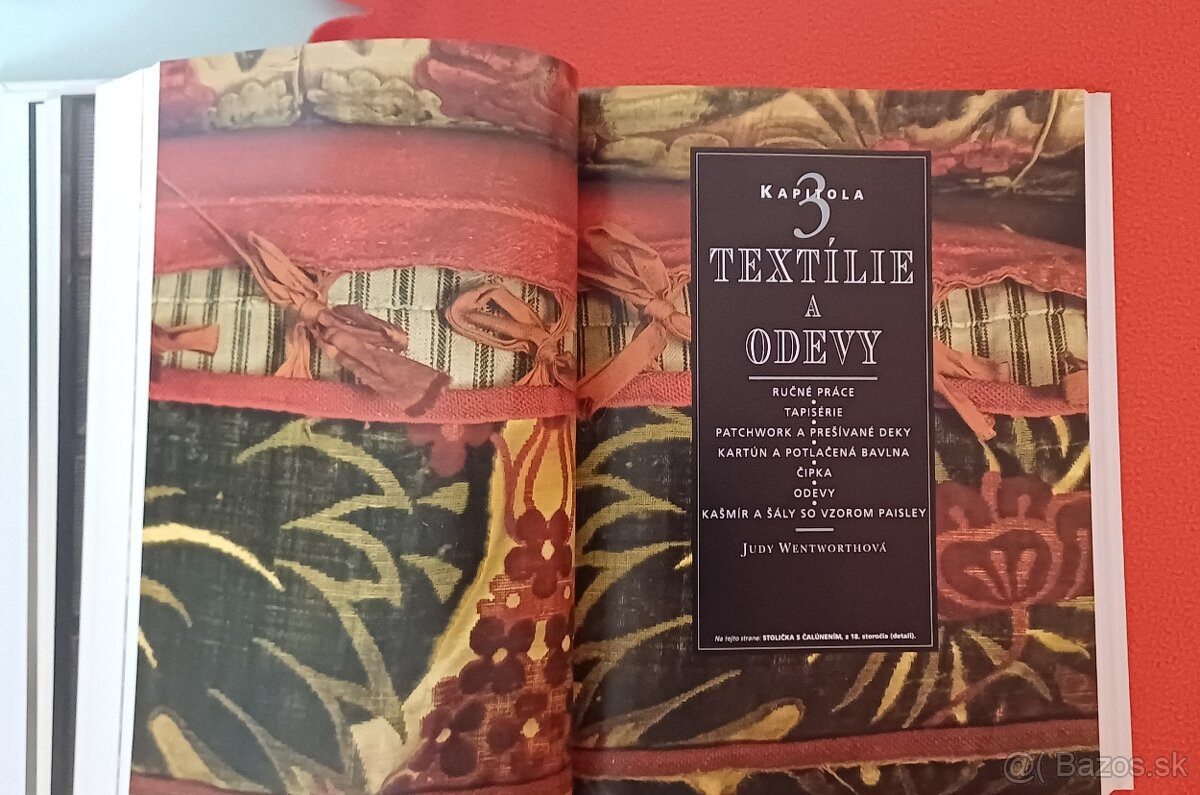 KAPITOLA
3
TEXTÍLIE
A
ODEVY
RUČNÉ PRÁCE
TAPISÉRIE
PATCHWORK A PREŠÍVANÉ DEKY
KARTÚN A POTLAČENÁ BAVLNA
ČIPKA
ODEVY
KAŠMÍR A ŠÁLY SO VZOROM PAISLEY
JUDY WENTWORTHOVÁ
Na tejto strane: STOLIČKA S ČALÚNENÍM, z 18. storočia (detail).
@( Bazos.sk